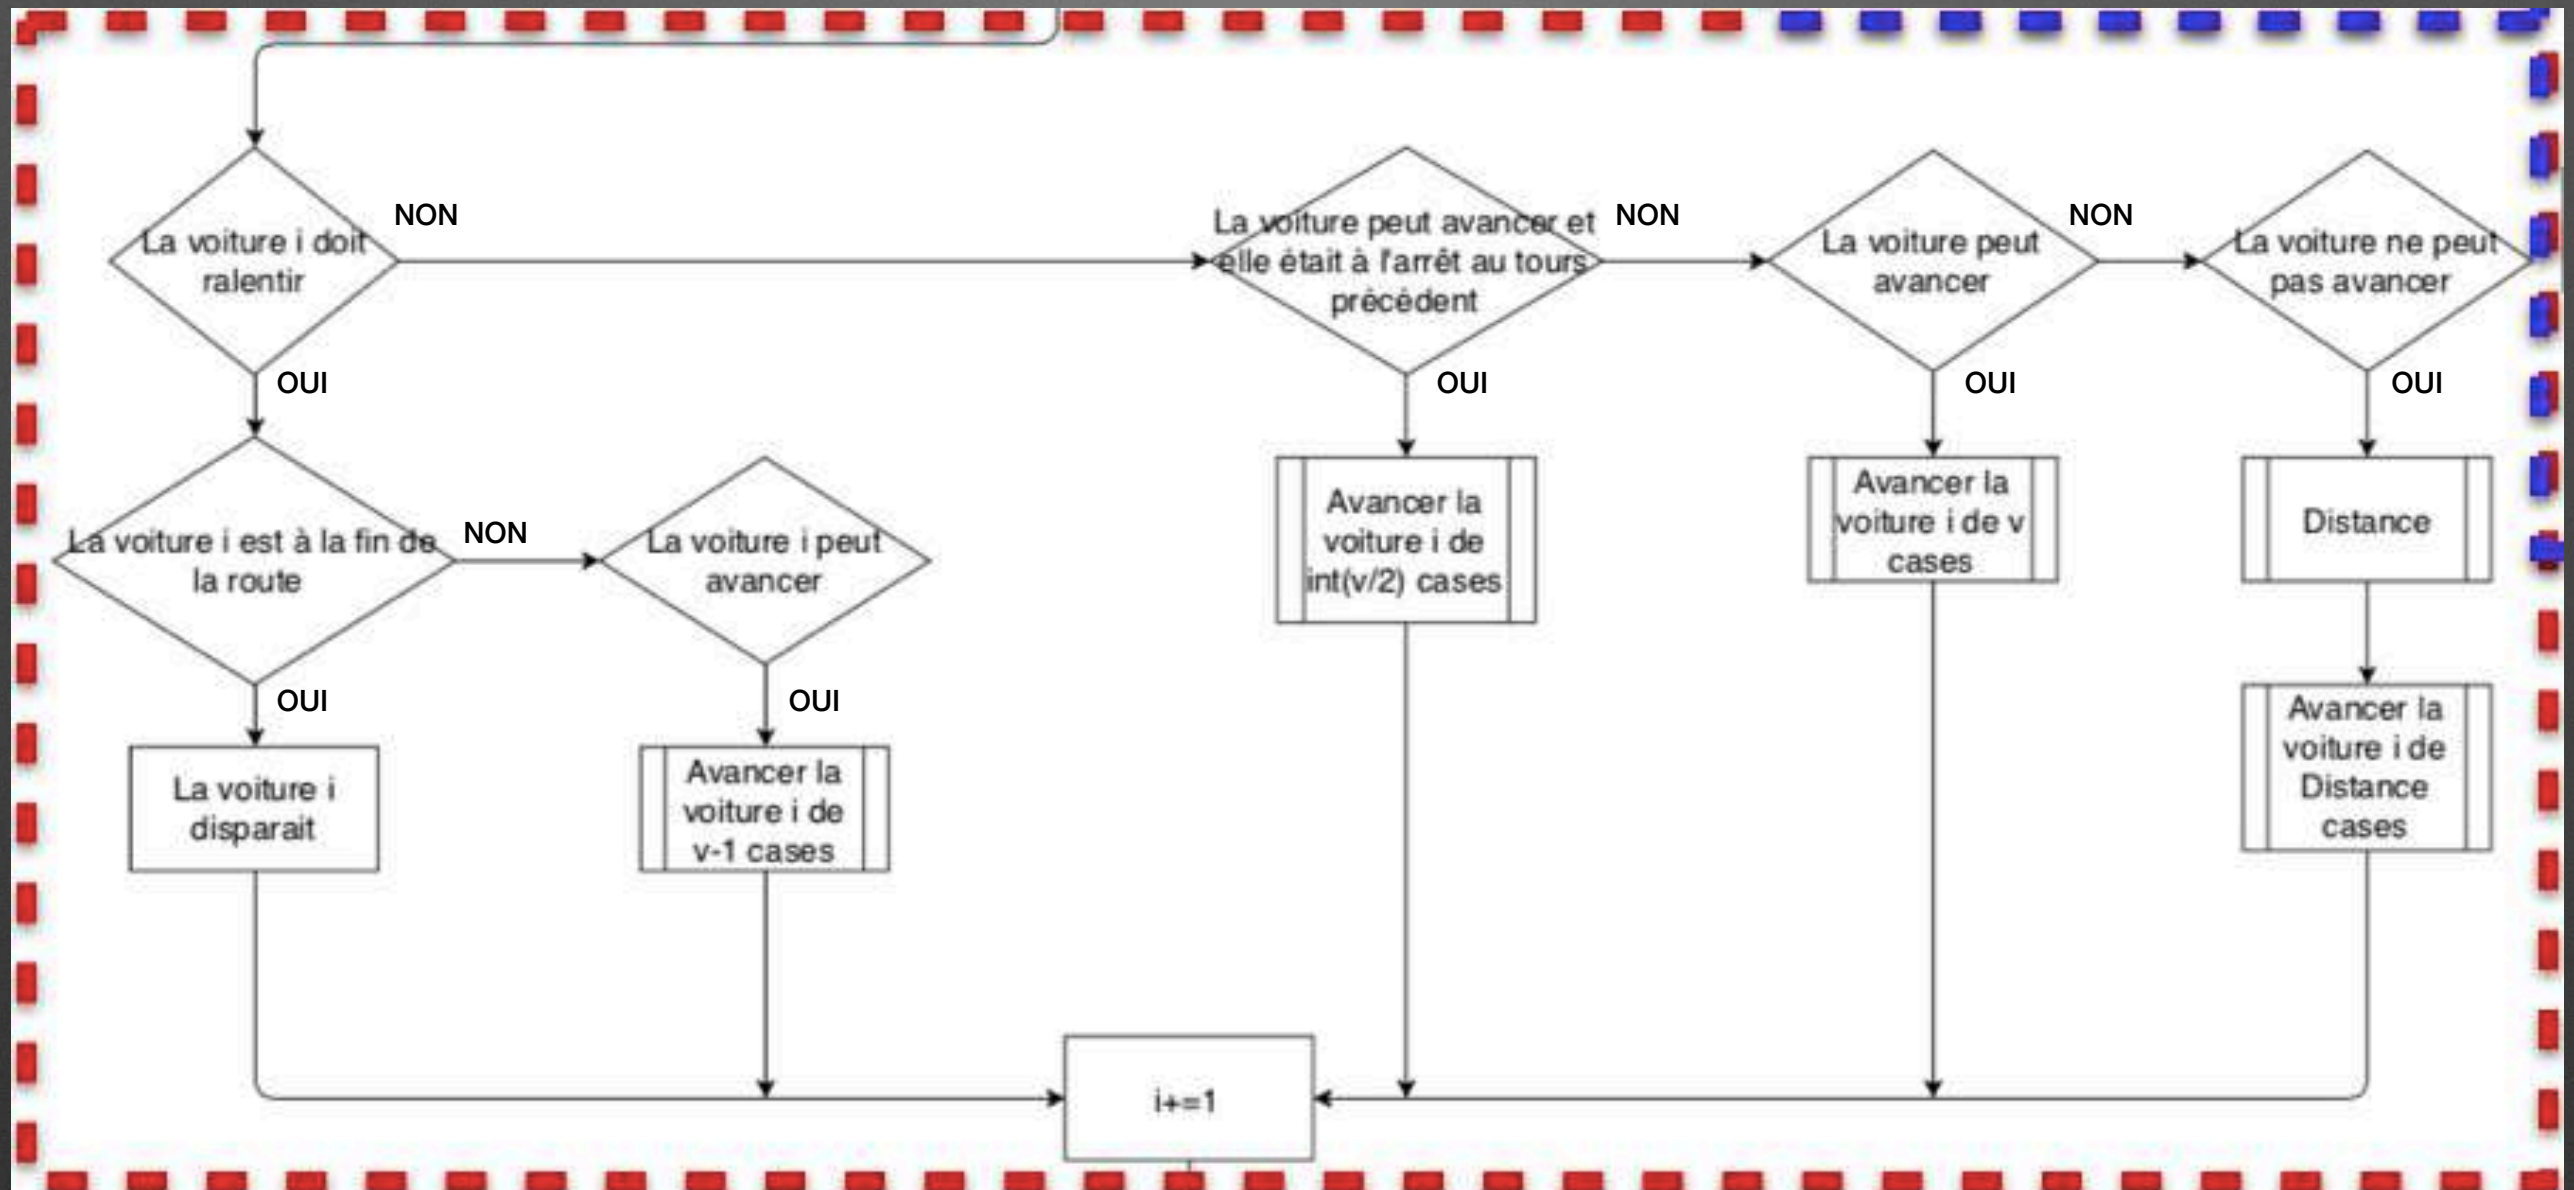 La voiture i doit
ralentir
NON
La voiture peut avancer et
elle était à l'arrêt au tours
précédent
NON
La voiture peut
avancer
NON
La voiture ne peut
pas avancer
OUI
OUI
OUI
OUI
La voiture i est à la fin de
la route
NON
La voiture i peut
avancer
Avancer la
voiture i de
int(v/2) cases
Avancer la
voiture i de v
cases
Distance
OUI
OUI
La voiture i
disparait
Avancer la
voiture i de
v-1 cases
Avancer la
voiture i de
Distance
cases
i+=1